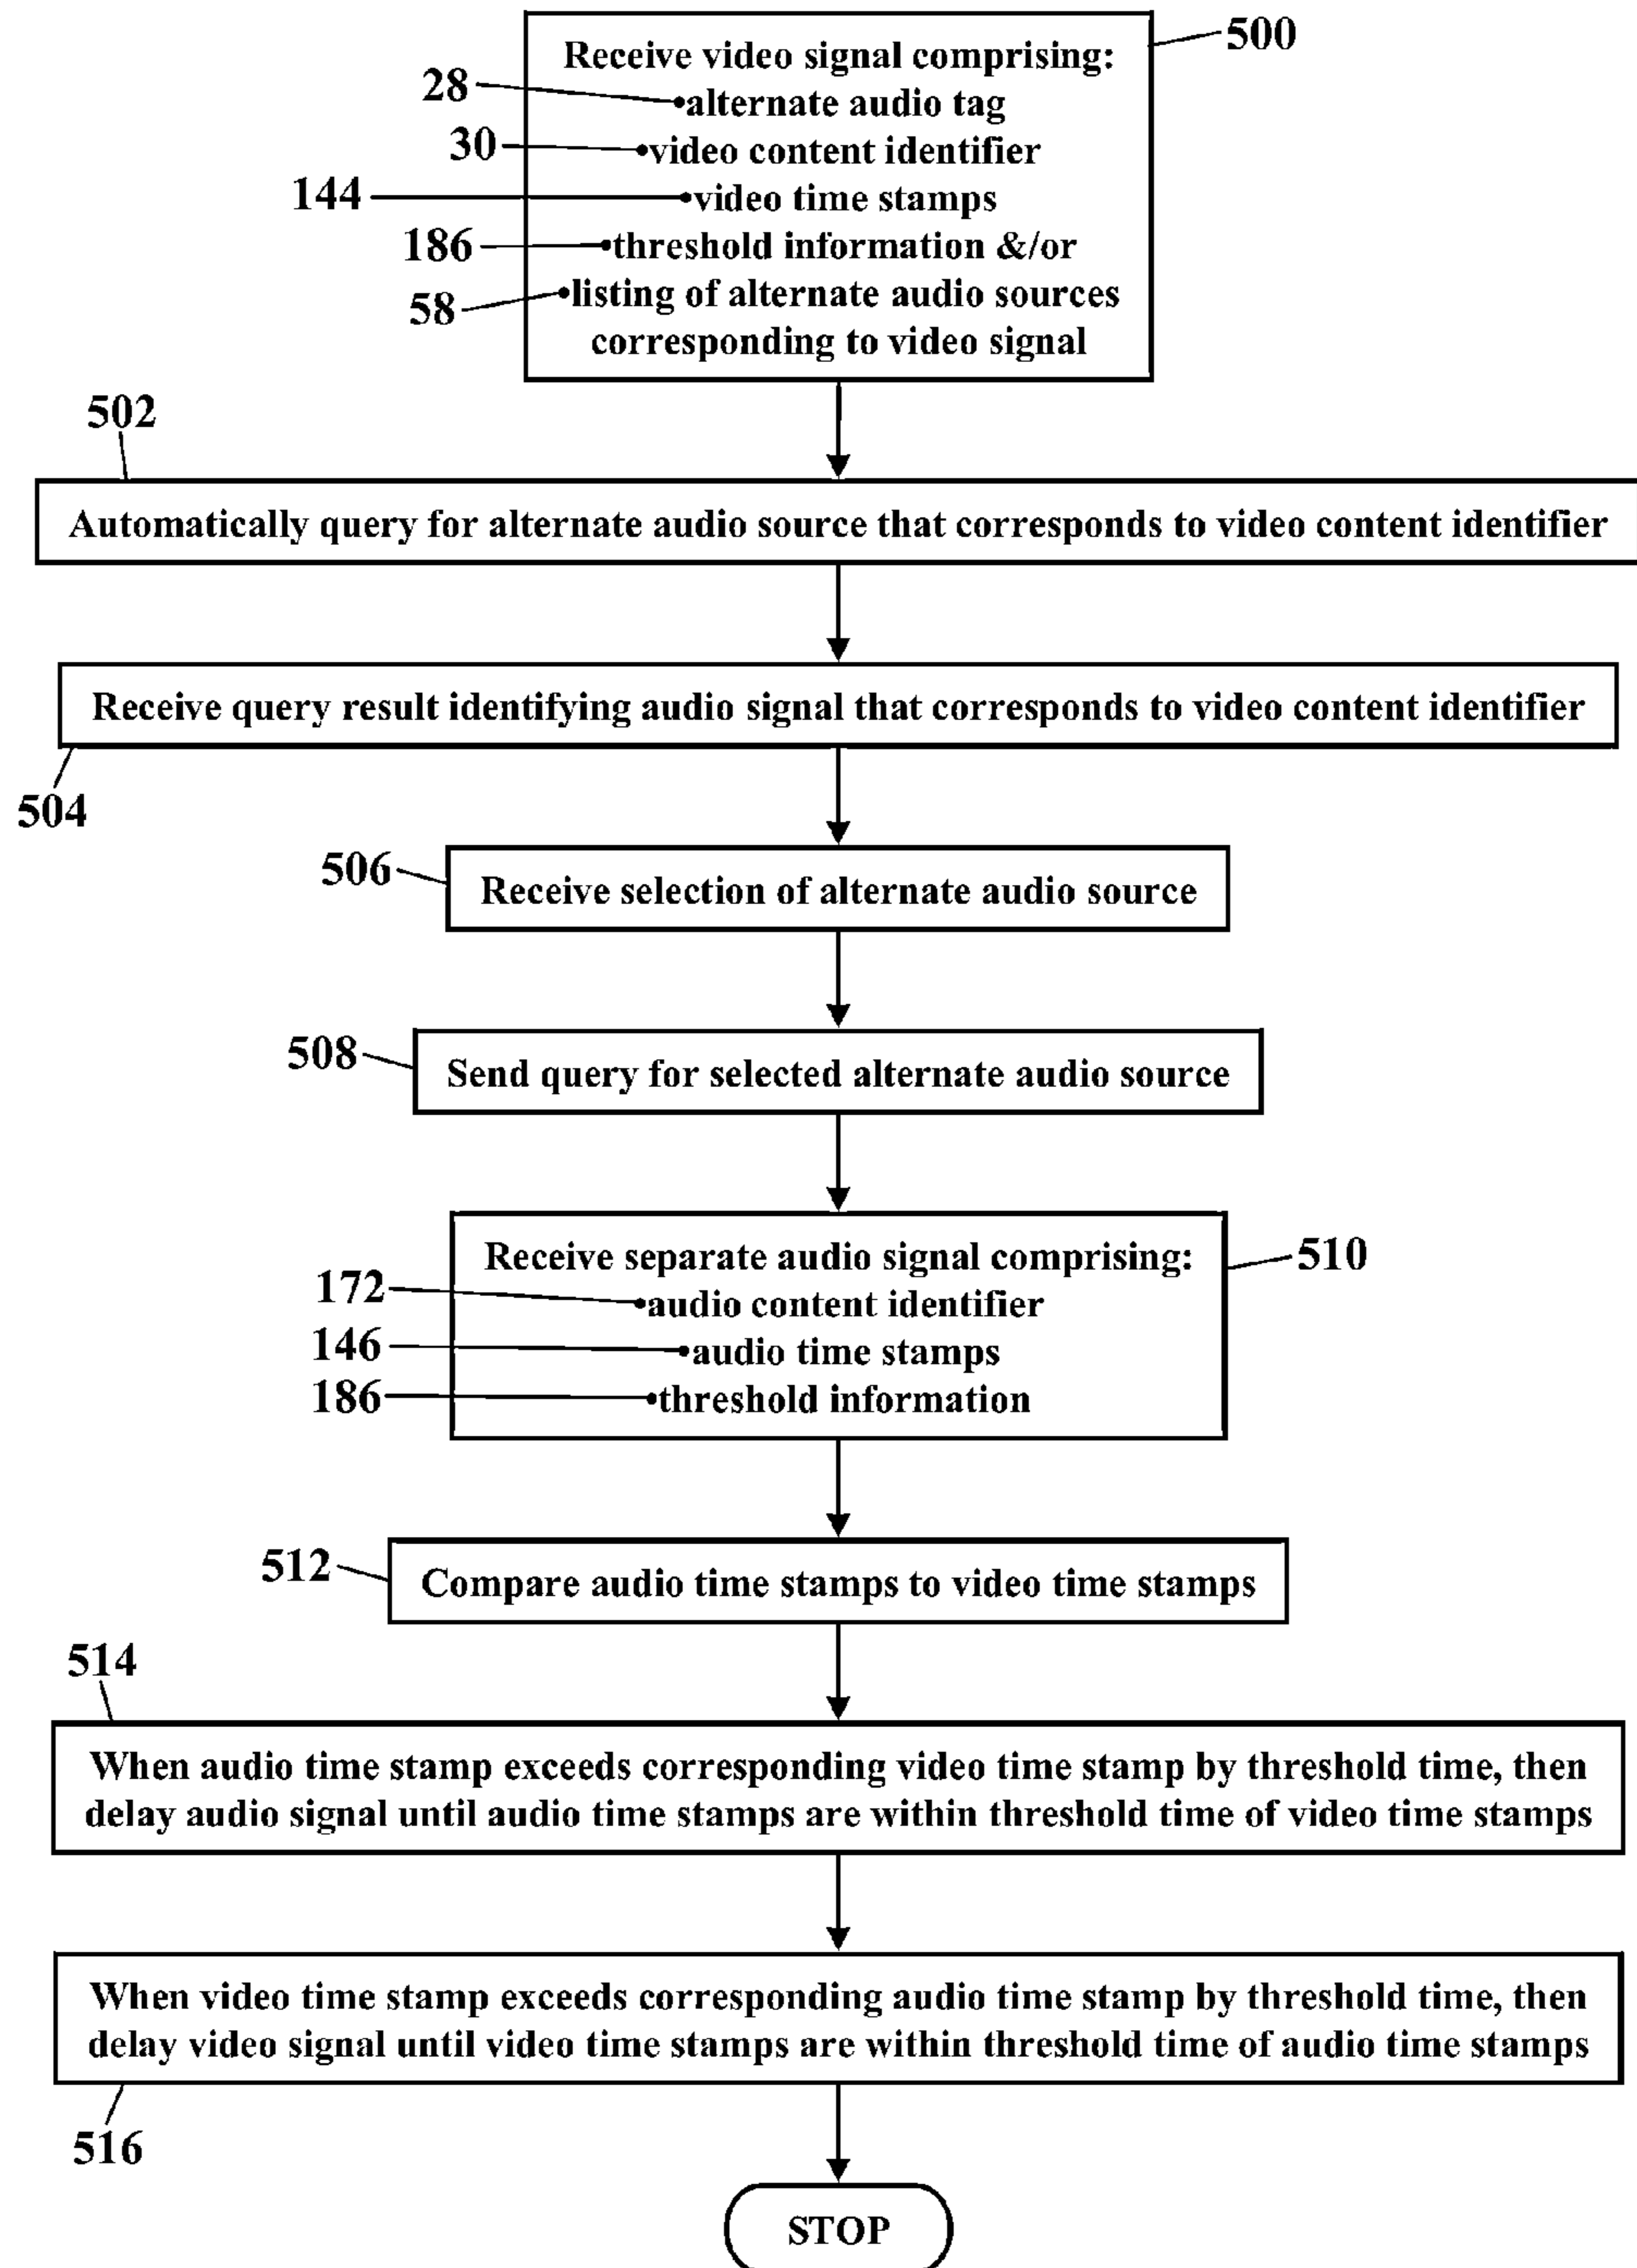 Receive video signal comprising:
500
28
•alternate audio tag
30
•video content identifier
144
•video time stamps
186
•threshold information &/or
58
•listing of alternate audio sources
corresponding to video signal
502
Automatically query for alternate audio source that corresponds to video content identifier
Receive query result identifying audio signal that corresponds to video content identifier
504
506
Receive selection of alternate audio source
508
Send query for selected alternate audio source
Receive separate audio signal comprising:
510
172
•audio content identifier
146
•audio time stamps
186
•threshold information
512
Compare audio time stamps to video time stamps
514
When audio time stamp exceeds corresponding video time stamp by threshold time, then
delay audio signal until audio time stamps are within threshold time of video time stamps
When video time stamp exceeds corresponding audio time stamp by threshold time, then
delay video signal until video time stamps are within threshold time of audio time stamps
516
STOP